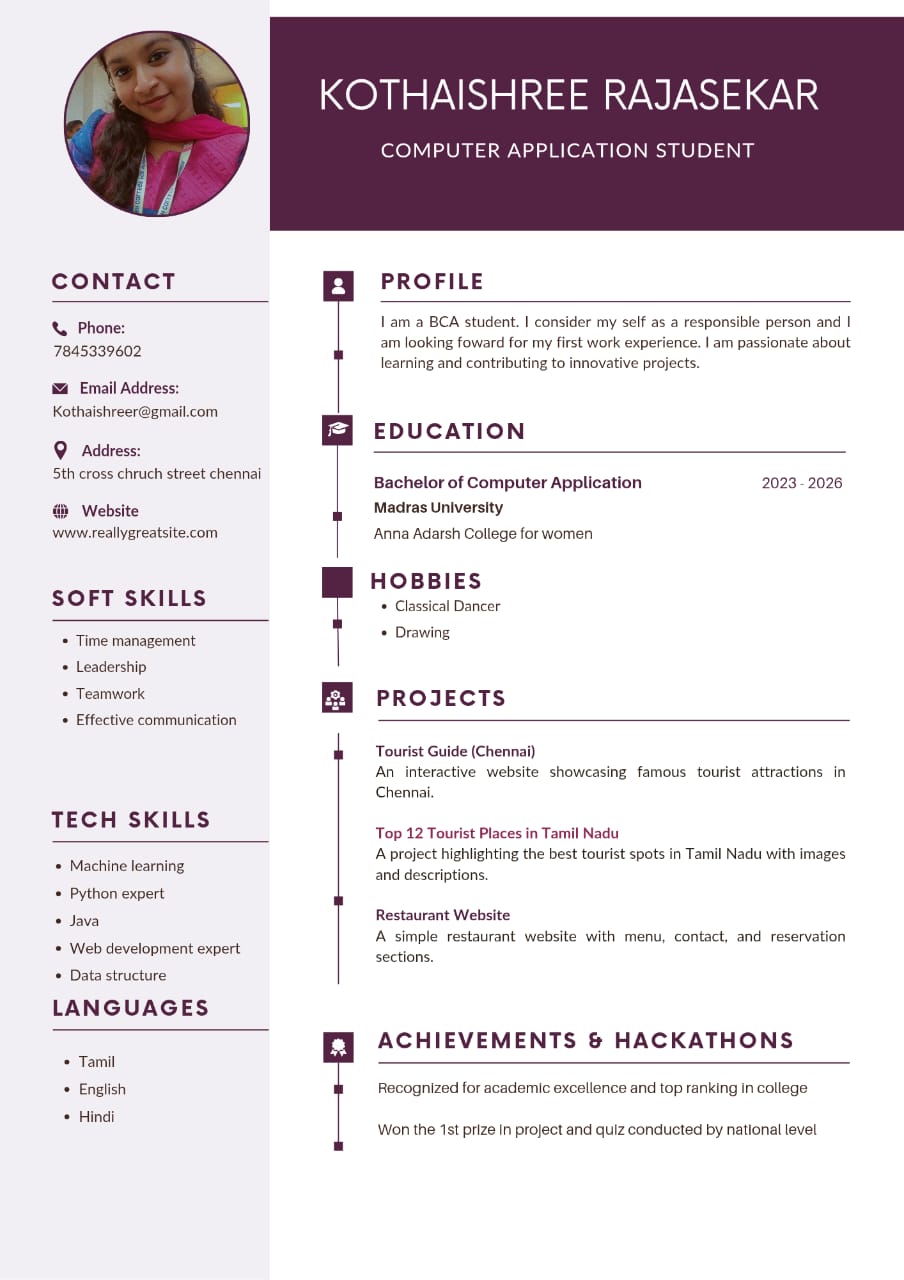 KOTHAISHREE RAJASEKAR
COMPUTER APPLICATION STUDENT
CONTACT
Phone:
7845339602
Email Address:
Kothaishreer@gmail.com
Address:
5th cross chruch street chennai
Website
www.reallygreatsite.com
SOFT SKILLS
• Time management
• Leadership
• Teamwork
• Effective communication
TECH SKILLS
• Machine learning
• Python expert
• Java
• Web development expert
• Data structure
LANGUAGES
• Tamil
• English
• Hindi
PROFILE
I am a BCA student. I consider my self as a responsible person and I
am looking foward for my first work experience. I am passionate about
learning and contributing to innovative projects.
EDUCATION
Bachelor of Computer Application 2023 - 2026
Madras University
Anna Adarsh College for women
HOBBIES
• Classical Dancer
• Drawing
PROJECTS
Tourist Guide (Chennai)
An interactive website showcasing famous tourist attractions in
Chennai.
Top 12 Tourist Places in Tamil Nadu
A project highlighting the best tourist spots in Tamil Nadu with images
and descriptions.
Restaurant Website
A simple restaurant website with menu, contact, and reservation
sections.
ACHIEVEMENTS & HACKATHONS
Recognized for academic excellence and top ranking in college
Won the 1st prize in project and quiz conducted by national level